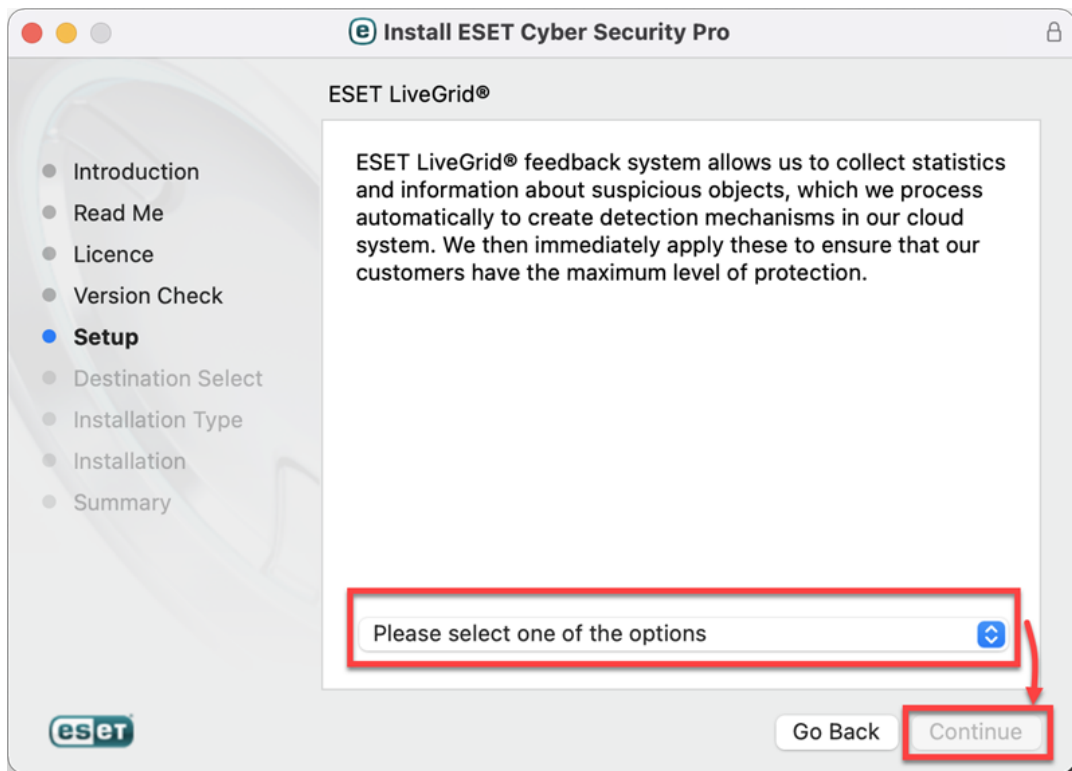 Install ESET Cyber Security Pro
ESET LiveGrid®
Introduction
Read Me
Licence
Version Check
Setup
Destination Select
Installation Type
Installation
Summary
ESET LiveGrid® feedback system allows us to collect statistics
and information about suspicious objects, which we process
automatically to create detection mechanisms in our cloud
system. We then immediately apply these to ensure that our
customers have the maximum level of protection.
Please select one of the options
eset
Go Back
Continue